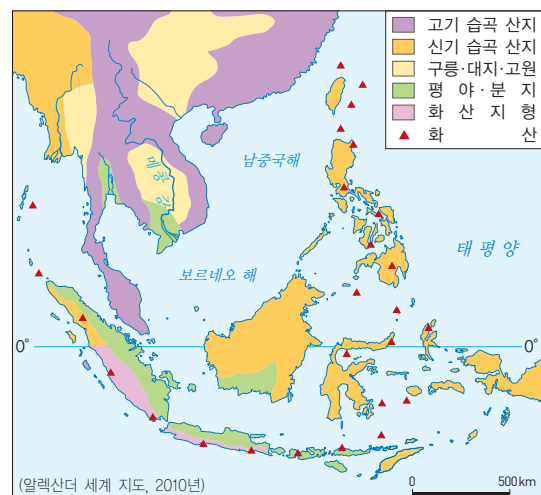 고기 습곡 산지
신기 습곡 산지
구릉·대지·고원
평 야 · 분 지
화 산 지 형
화 산
남중국해
메콩 강
태 평 양
보르네오 해
0°
0°
(알렉산더 세계 지도, 2010년)
0 500km